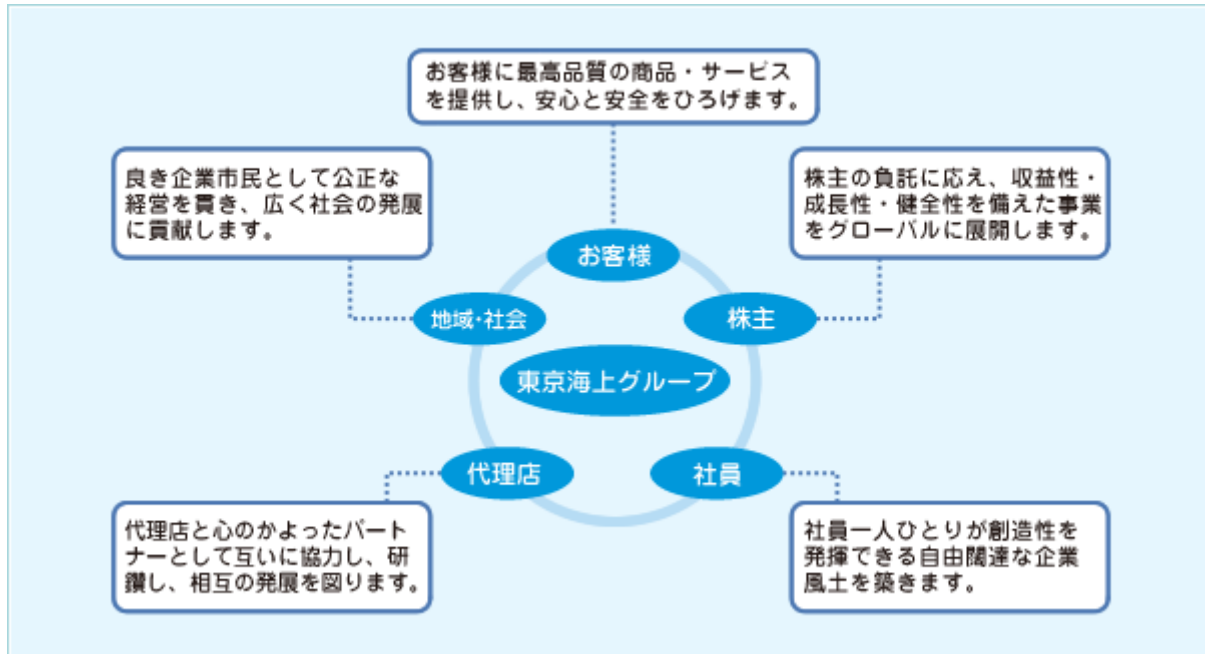 お客様に最高品質の商品・サービス
を提供し、安心と安全をひろげます。
良き企業市民として公正な
経営を貫き、広く社会の発展
に貢献します。
株主の負託に応え、収益性・
成長性・健全性を備えた事業
をグローバルに展開します。
お客様
地域・社会
株主
東京海上グループ
代理店
社員
代理店と心のかよったパート
ナーとして互いに協力し、研
鑽し、相互の発展を図ります。
社員一人ひとりが創造性を
発揮できる自由闊達な企業
風土を築きます。